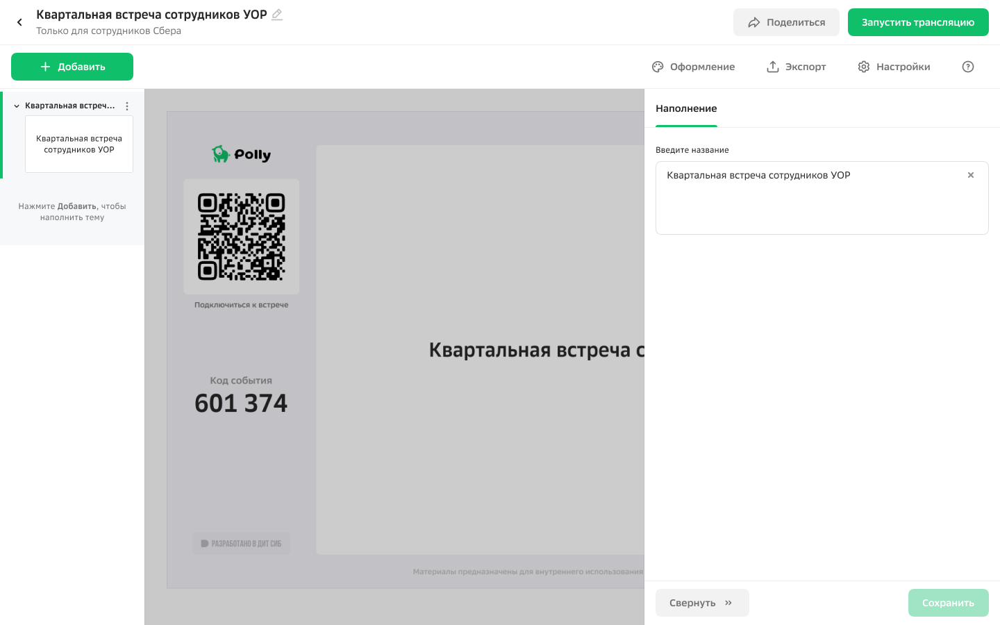 Квартальная встреча сотрудников УОР
Только для сотрудников Сбера
Поделиться
Запустить трансляцию
Добавить
Оформление
Экспорт
Настройки
Квартальная встреч...
Квартальная встреча
сотрудников УОР
Нажмите Добавить, чтобы
наполнить тему
Polly
Подключиться к встрече
Код события
601 374
РАЗРАБОТАНО В ДИТ СИБ
Квартальная встреча с
Материалы предназначены для внутреннего использования
Наполнение
Введите название
Квартальная встреча сотрудников УОР
Свернуть
Сохранить